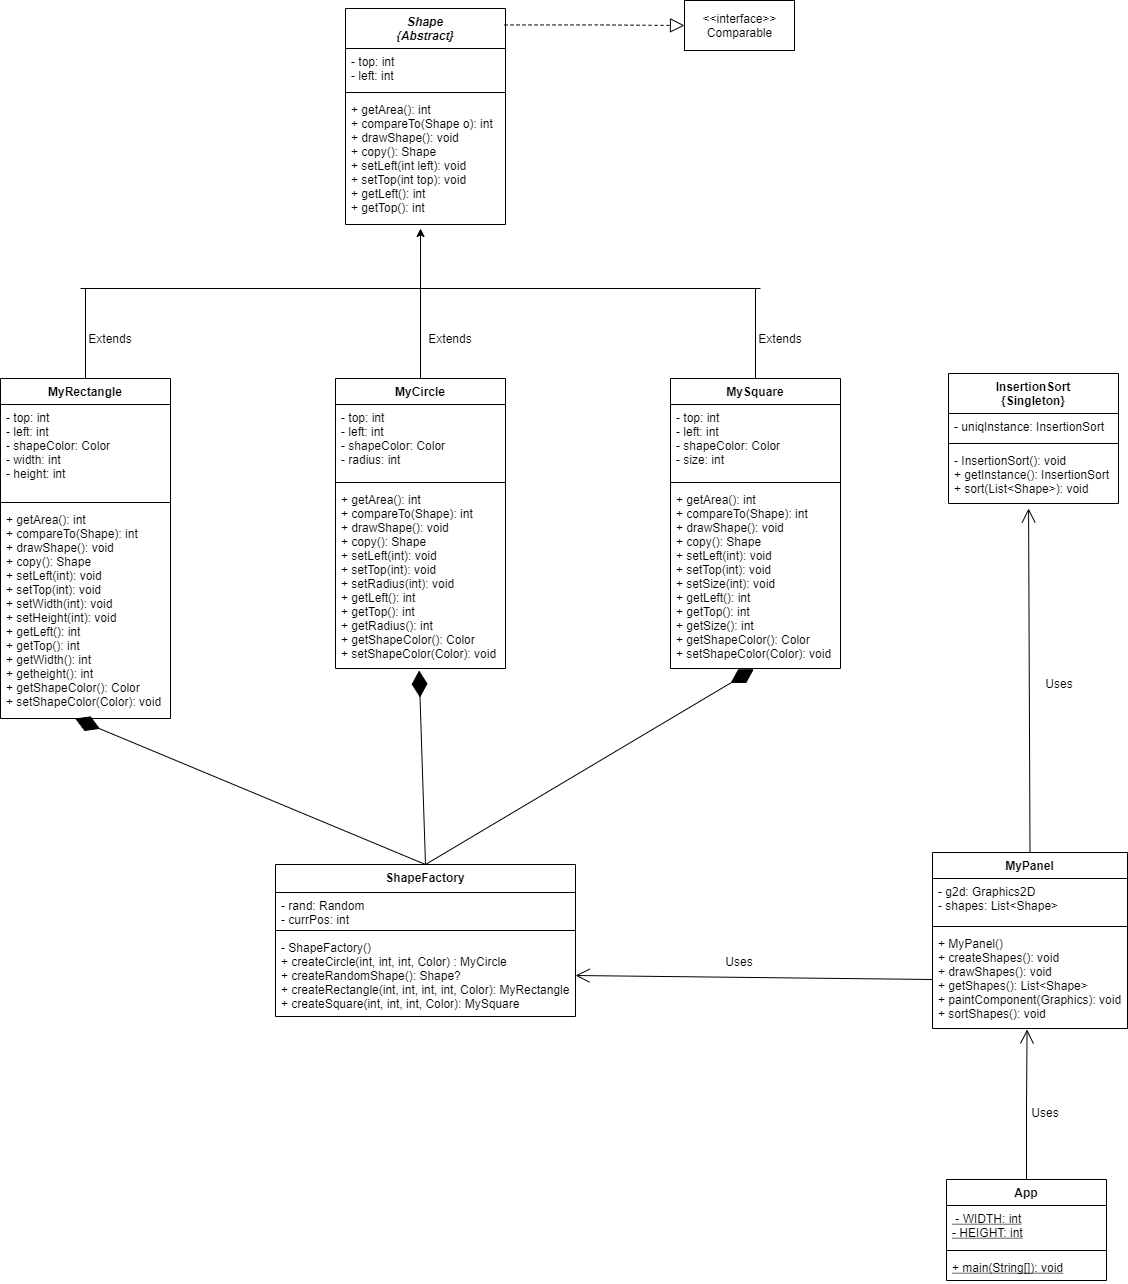 Shape
{Abstract}
- top: int
- left: int
+ getArea(): int
+ compareTo(Shape o): int
+ drawShape(): void
+ copy(): Shape
+ setLeft(int left): void
+ setTop(int top): void
+ getLeft(): int
+ getTop(): int
<<interface>>
Comparable
Extends
Extends
Extends
MyRectangle
- top: int
- left: int
- shapeColor: Color
- width: int
- height: int
+ getArea(): int
+ compareTo(Shape): int
+ drawShape(): void
+ copy(): Shape
+ setLeft(int): void
+ setTop(int): void
+ setWidth(int): void
+ setHeight(int): void
+ getLeft(): int
+ getTop(): int
+ getWidth(): int
+ getheight(): int
+ getShapeColor(): Color
+ setShapeColor(Color): void
MyCircle
- top: int
- left: int
- shapeColor: Color
- radius: int
+ getArea(): int
+ compareTo(Shape): int
+ drawShape(): void
+ copy(): Shape
+ setLeft(int): void
+ setTop(int): void
+ setRadius(int): void
+ getLeft(): int
+ getTop(): int
+ getRadius(): int
+ getShapeColor(): Color
+ setShapeColor(Color): void
MySquare
- top: int
- left: int
- shapeColor: Color
- size: int
+ getArea(): int
+ compareTo(Shape): int
+ drawShape(): void
+ copy(): Shape
+ setLeft(int): void
+ setTop(int): void
+ setSize(int): void
+ getLeft(): int
+ getTop(): int
+ getSize(): int
+ getShapeColor(): Color
+ setShapeColor(Color): void
InsertionSort
{Singleton}
- uniqInstance: InsertionSort
- InsertionSort(): void
+ getInstance(): InsertionSort
+ sort(List<Shape>): void
Uses
ShapeFactory
- rand: Random
- currPos: int
- ShapeFactory()
+ createCircle(int, int, int, Color) : MyCircle
+ createRandomShape(): Shape?
+ createRectangle(int, int, int, int, Color): MyRectangle
+ createSquare(int, int, int, Color): MySquare
Uses
MyPanel
- g2d: Graphics2D
- shapes: List<Shape>
+ MyPanel()
+ createShapes(): void
+ drawShapes(): void
+ getShapes(): List<Shape>
+ paintComponent(Graphics): void
+ sortShapes(): void
Uses
App
- WIDTH: int
- HEIGHT: int
+ main(String[]): void